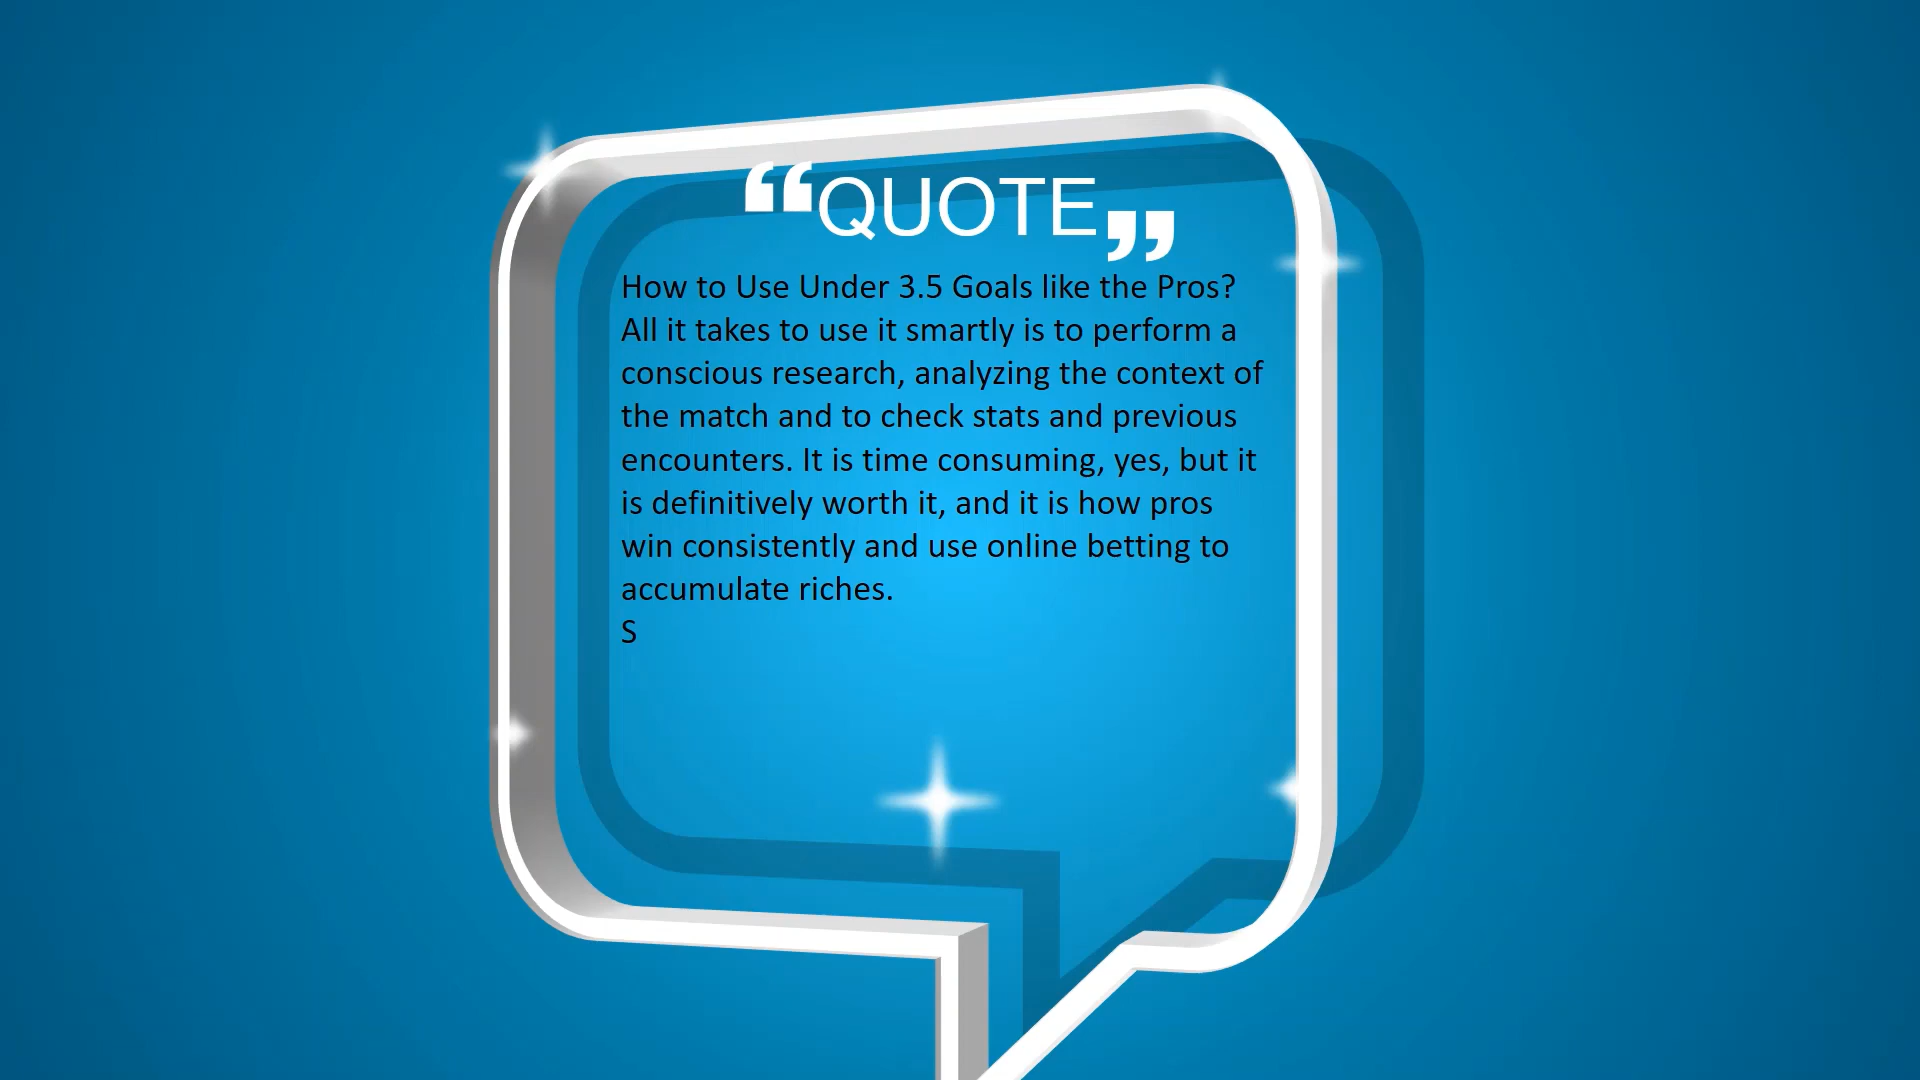 “QUOTE”
How to Use Under 3.5 Goals like the Pros?
All it takes to use it smartly is to perform a
conscious research, analyzing the context of
the match and to check stats and previous
encounters. It is time consuming, yes, but it
is definitively worth it, and it is how pros
win consistently and use online betting to
accumulate riches.
S